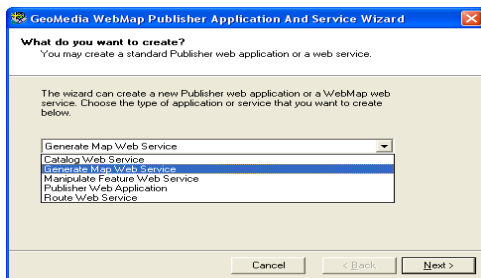 GeoMedia WebMap Publisher Application And Service Wizard
What do you want to create?
You may create a standard Publisher web application or a web service.
The wizard can create a new Publisher web application or a WebMap web
service. Choose the type of application or service that you want to create
below.
Generate Map Web Service
Catalog Web Service
Generate Map Web Service
Manipulate Feature Web Service
Publisher Web Application
Route Web Service
Cancel < Back Next >